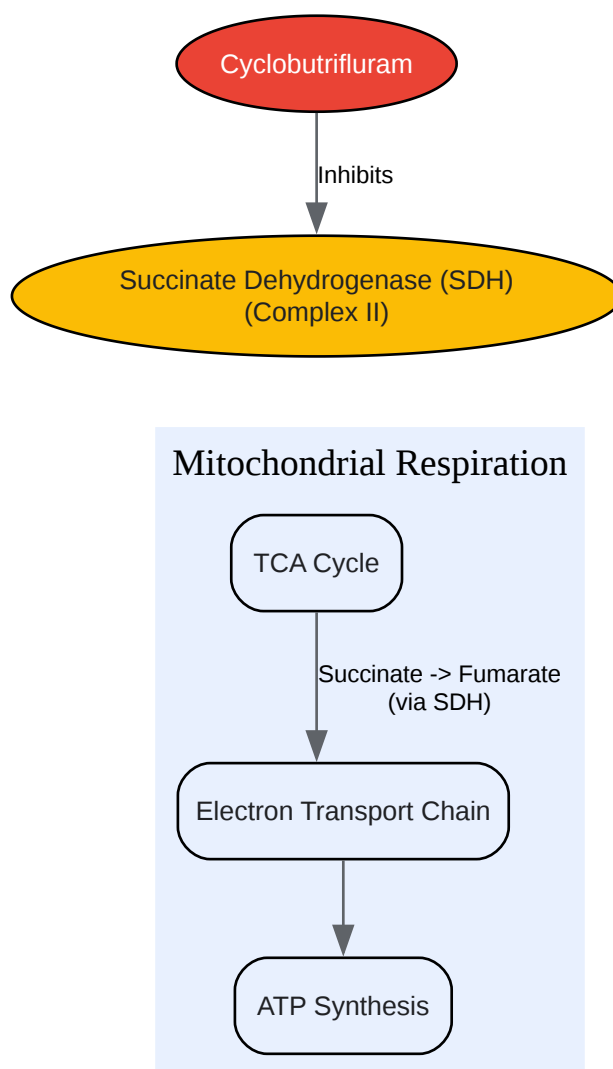 Cyclobutrifluram
Inhibits
Succinate Dehydrogenase (SDH)
(Complex II)
Mitochondrial Respiration
TCA Cycle
Succinate -> Fumarate
(via SDH)
Electron Transport Chain
ATP Synthesis